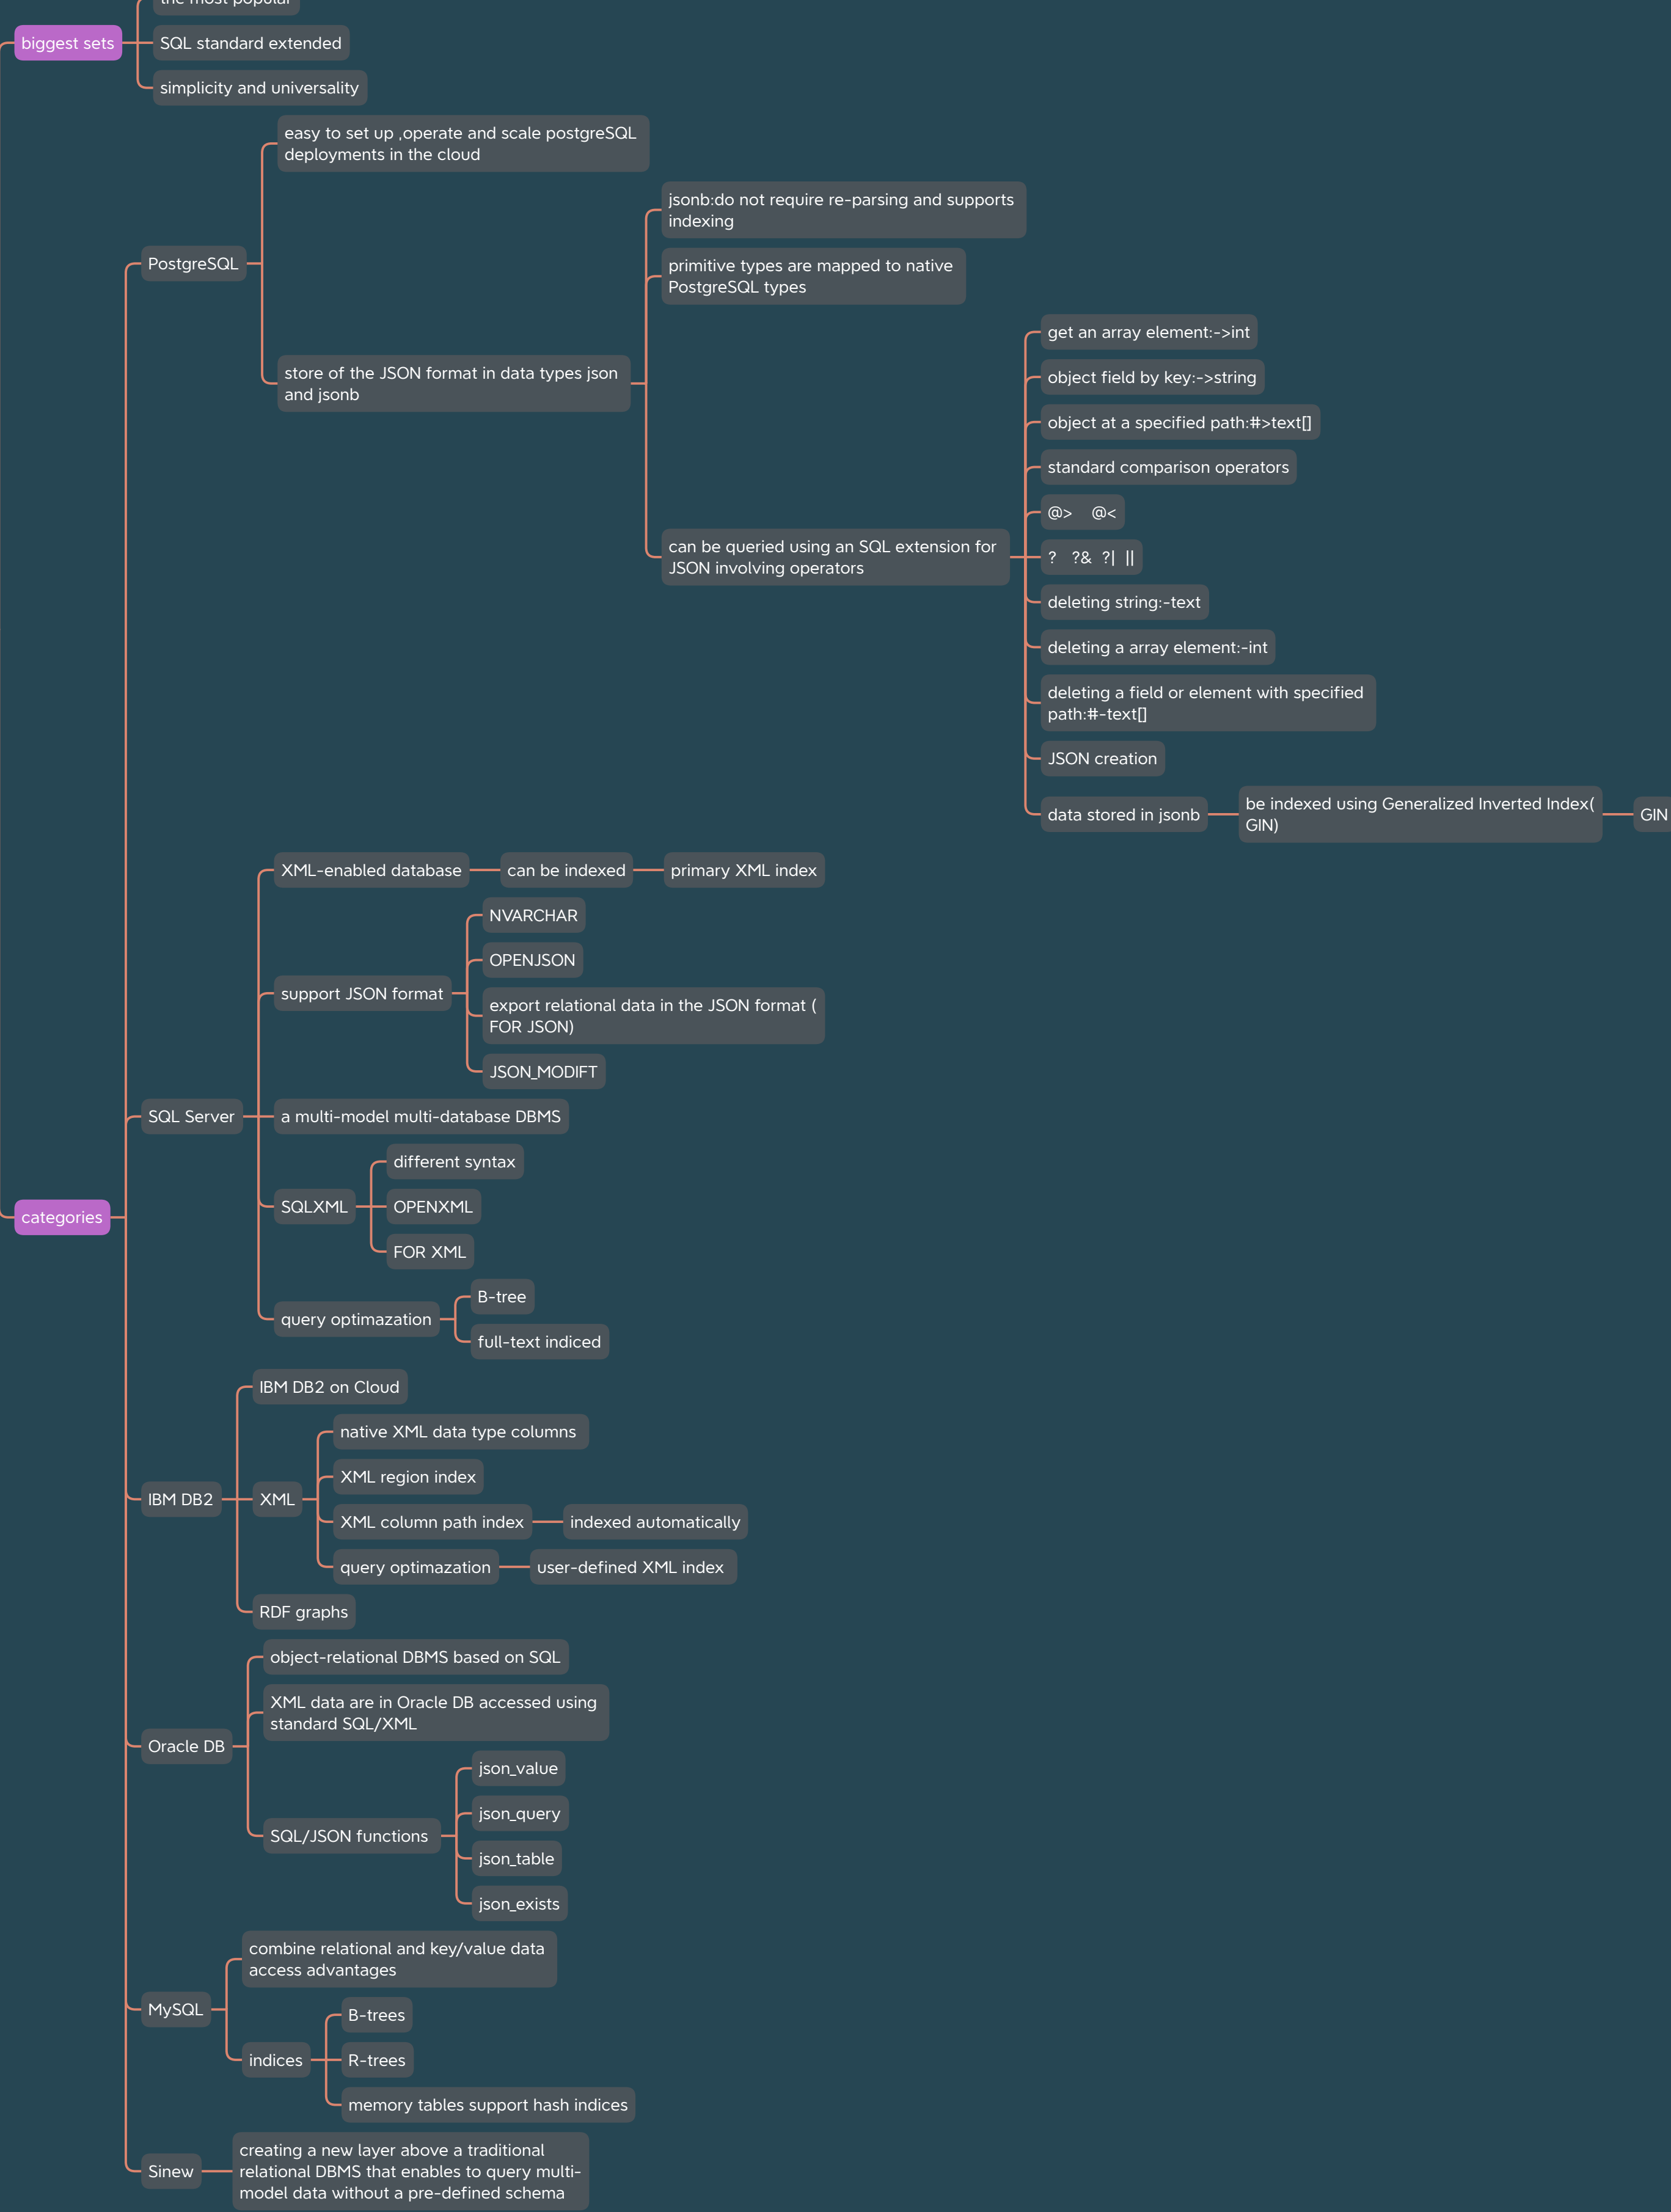 the most popular
biggest sets
SQL standard extended
simplicity and universality
easy to set up ,operate and scale postgreSQL
deployments in the cloud
jsonb:do not require re-parsing and supports
indexing
PostgreSQL
primitive types are mapped to native
PostgreSQL types
get an array element:->int
store of the JSON format in data types json
and jsonb
object field by key:->string
object at a specified path:#>text[]
standard comparison operators
@> @<
can be queried using an SQL extension for
JSON involving operators
? ?& ?| ||
deleting string:-text
deleting a array element:-int
deleting a field or element with specified
path:#-text[]
JSON creation
data stored in jsonb
be indexed using Generalized Inverted Index(
GIN)
GIN
XML-enabled database
can be indexed
primary XML index
NVARCHAR
OPENJSON
support JSON format
export relational data in the JSON format (
FOR JSON)
JSON_MODIFT
SQL Server
a multi-model multi-database DBMS
different syntax
categories
SQLXML
OPENXML
FOR XML
B-tree
query optimazation
full-text indiced
IBM DB2 on Cloud
native XML data type columns
XML region index
IBM DB2
XML
XML column path index
indexed automatically
query optimazation
user-defined XML index
RDF graphs
object-relational DBMS based on SQL
XML data are in Oracle DB accessed using
standard SQL/XML
Oracle DB
json_value
json_query
SQL/JSON functions
json_table
json_exists
combine relational and key/value data
access advantages
MySQL
B-trees
indices
R-trees
memory tables support hash indices
Sinew
creating a new layer above a traditional
relational DBMS that enables to query multi-
model data without a pre-defined schema